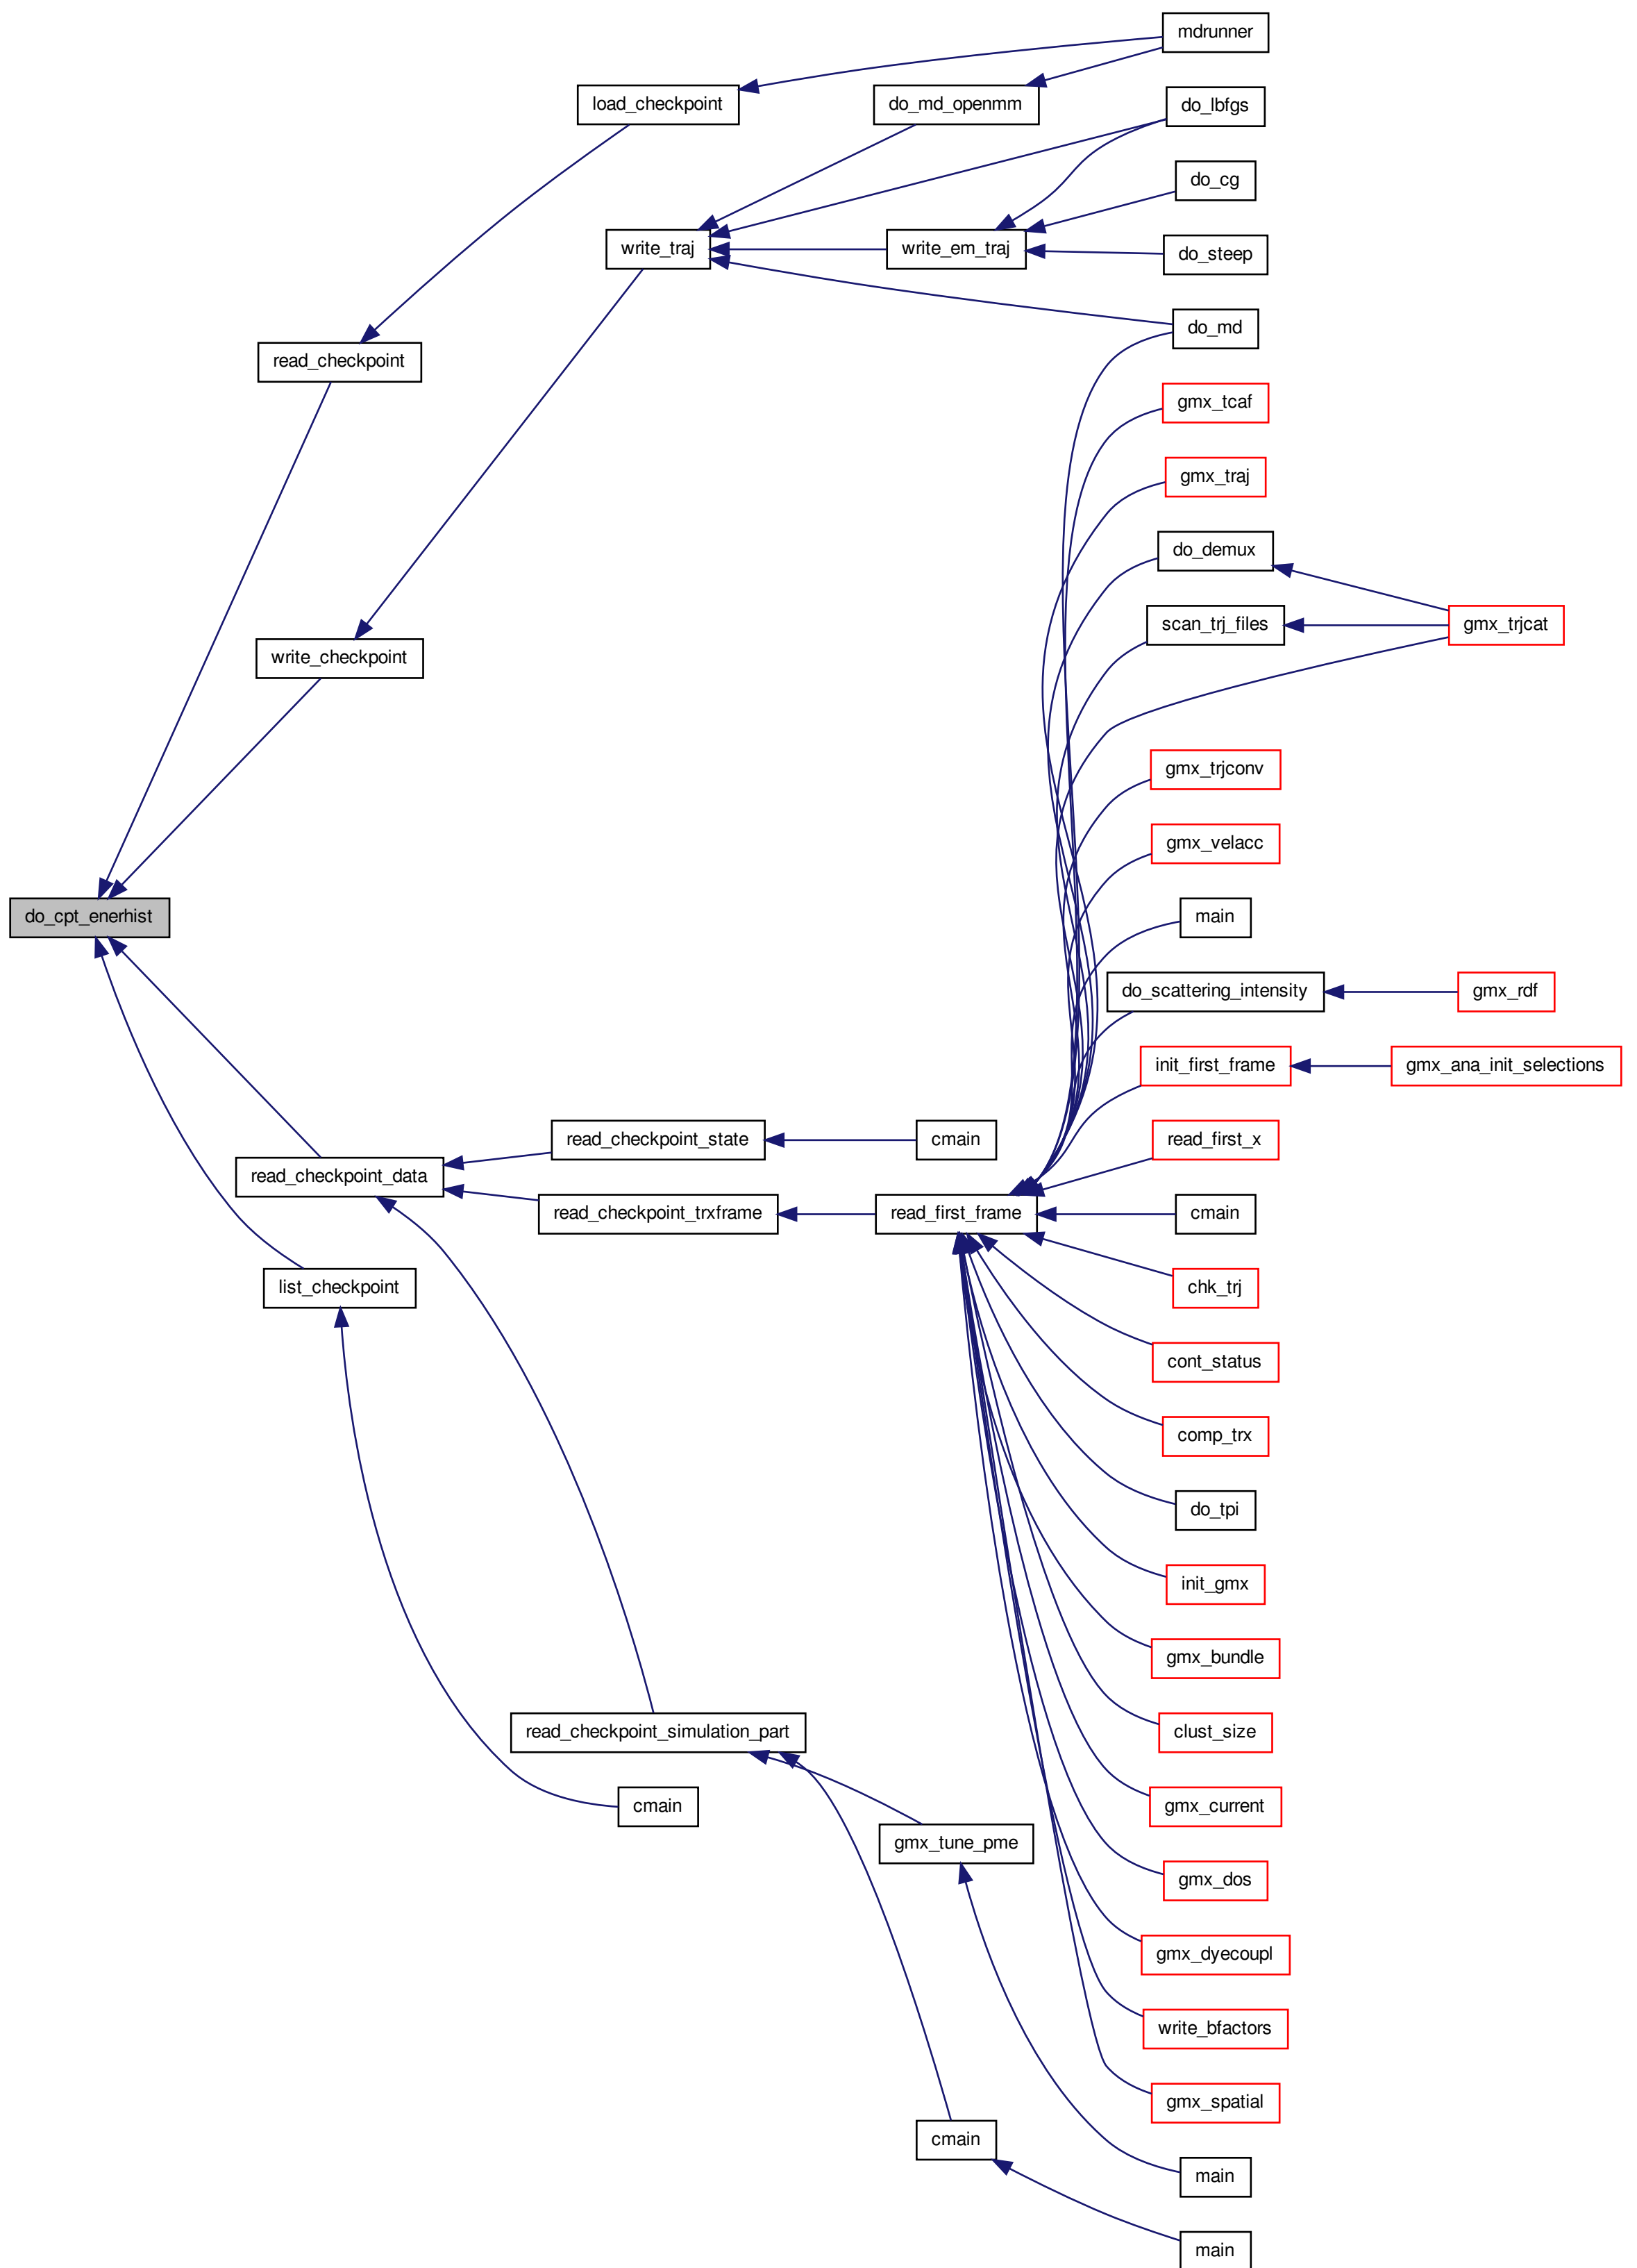 mdrunner
load_checkpoint
do_md_openmm
do_lbfgs
do_cg
write_traj
write_em_traj
do_steep
do_md
read_checkpoint
gmx_tcaf
gmx_traj
do_demux
scan_trj_files
gmx_trjcat
write_checkpoint
gmx_trjconv
gmx_velacc
do_cpt_enerhist
main
do_scattering_intensity
gmx_rdf
init_first_frame
gmx_ana_init_selections
read_checkpoint_state
cmain
read_first_x
read_checkpoint_data
read_checkpoint_trxframe
read_first_frame
cmain
list_checkpoint
chk_trj
cont_status
comp_trx
do_tpi
init_gmx
gmx_bundle
read_checkpoint_simulation_part
clust_size
cmain
gmx_current
gmx_tune_pme
gmx_dos
gmx_dyecoupl
write_bfactors
gmx_spatial
cmain
main
main